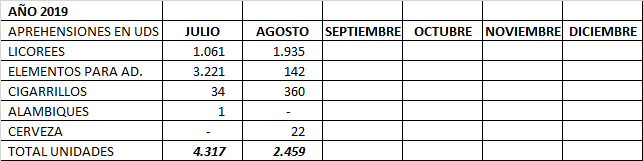 AÑO 2019
APREHENSIONES EN UDS JULIO AGOSTO SEPTIEMBRE OCTUBRE NOVIEMBRE DICIEMBRE
LICOREES 1.061 1.935
ELEMENTOS PARA AD. 3.221 142
CIGARRILLOS 34 360
ALAMBIQUES 1 -
CERVEZA - 22
TOTAL UNIDADES 4.317 2.459